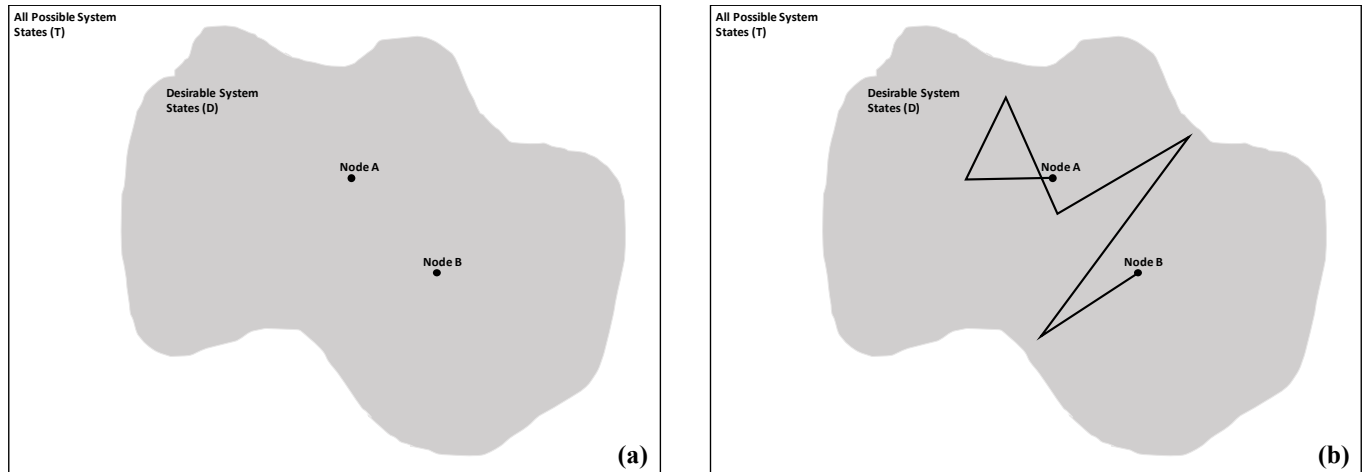 All Possible System
States (T)
Desirable System
States (D)
Node A
Node B
(a)
All Possible System
States (T)
Desirable System
States (D)
Node A
Node B
(b)